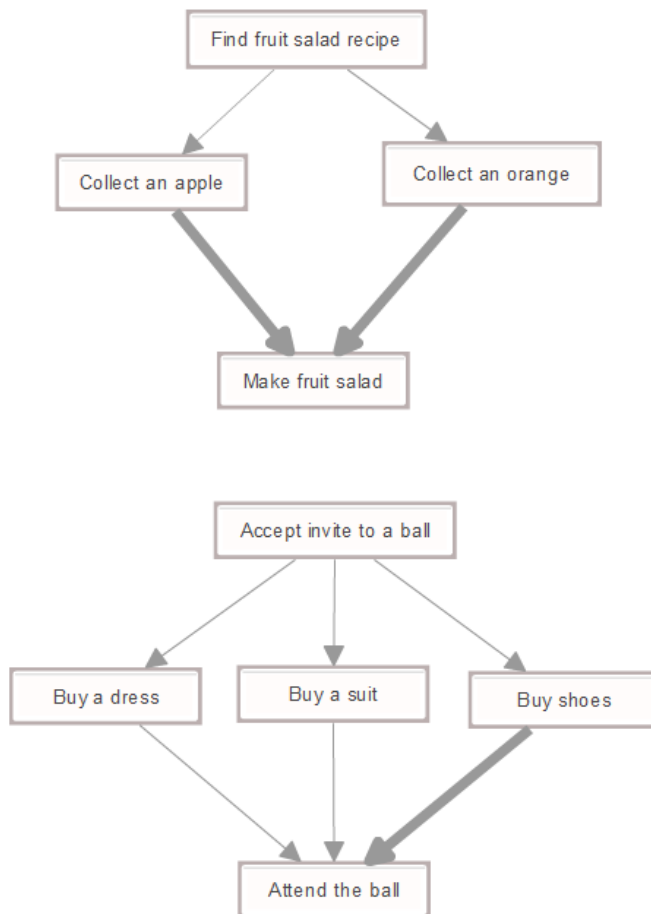 Find fruit salad recipe
Collect an apple
Collect an orange
Make fruit salad
Accept invite to a ball
Buy a dress
Buy a suit
Buy shoes
Attend the ball